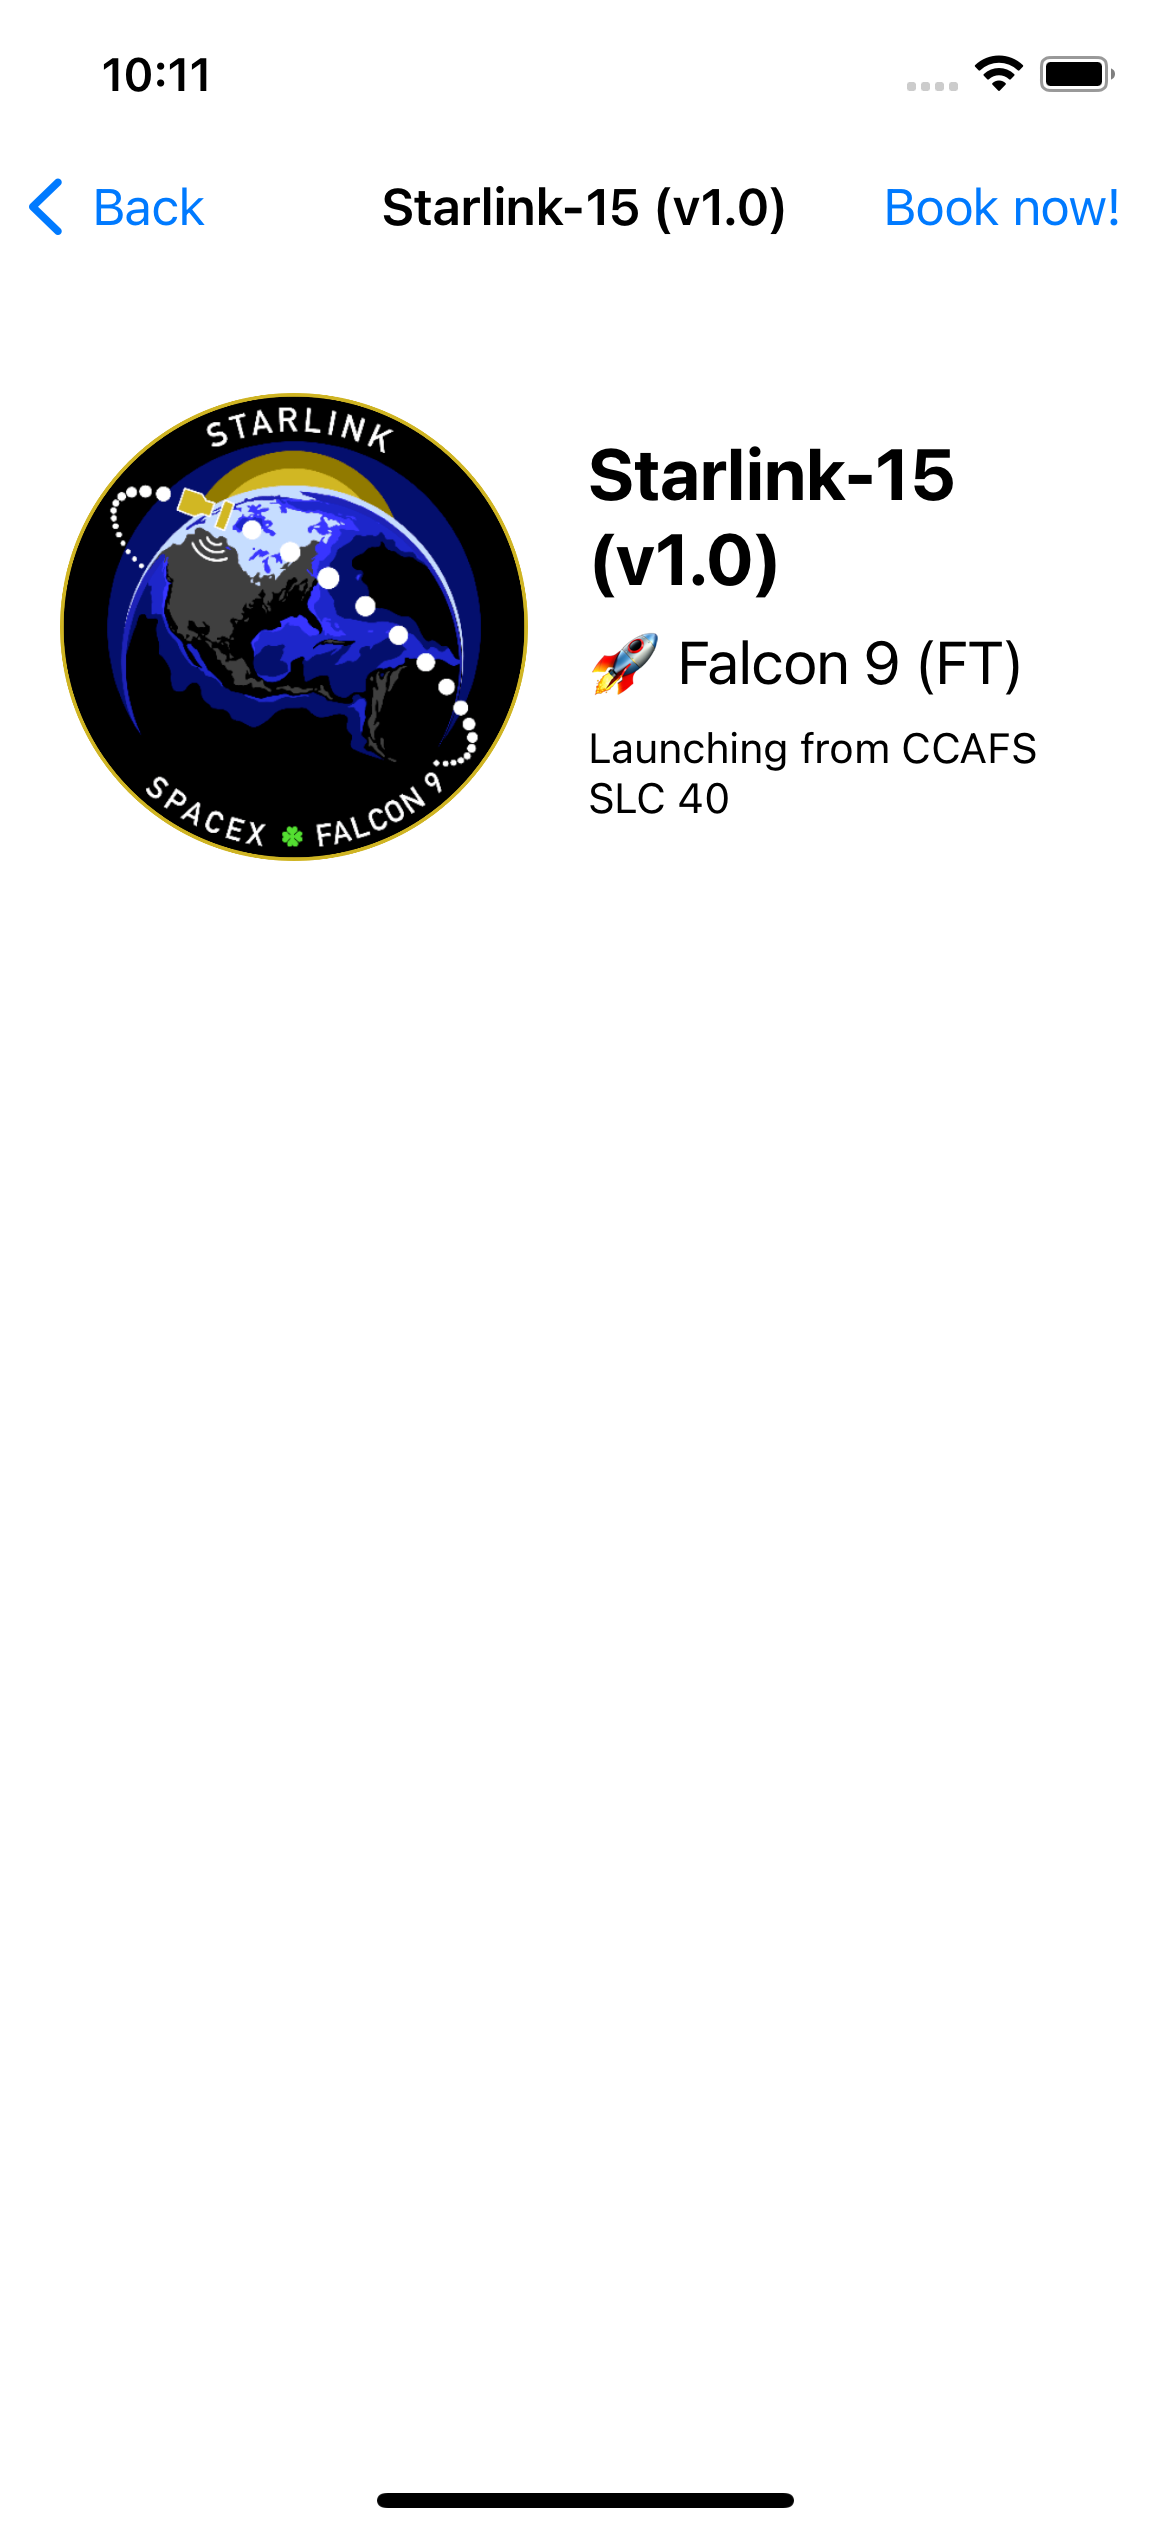 10:11
Back
Starlink-15 (v1.0)
Book now!
STARLINK
SPACEX 🍀 FALCON 9
Starlink-15
(v1.0)
🚀 Falcon 9 (FT)
Launching from CCAFS
SLC 40